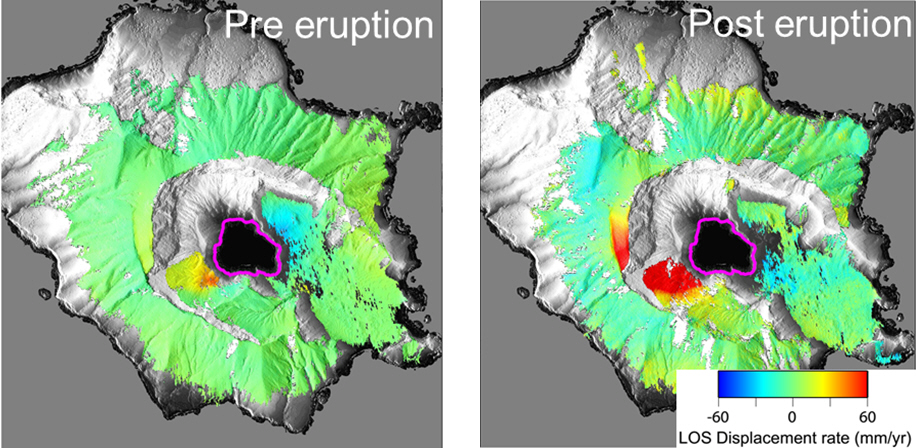 Pre eruption
Post eruption
-60 0 60
LOS Displacement rate (mm/yr)